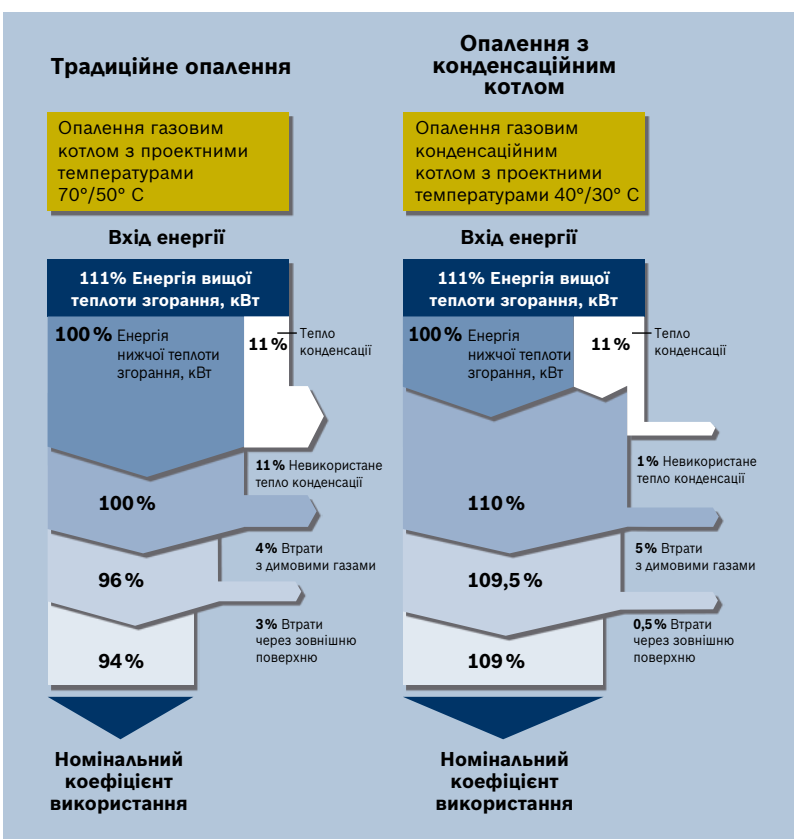 Традиційне опалення
Опалення газовим
котлом з проектними
температурами
70°/50° C
Вхід енергії
111% Енергія вищої
теплоти згорання, кВт
100% Енергія
нижчої теплоти
згорання, кВт
11%
Тепло
конденсації
11% Невикористане
тепло конденсації
100%
4% Втрати
з димовими газами
96%
3% Втрати
через зовнішню
поверхню
94%
Номінальний
коефіцієнт
використання
Опалення з
конденсаційним
котлом
Опалення газовим
конденсаційним
котлом з проектними
температурами 40°/30° C
Вхід енергії
111% Енергія вищої
теплоти згорання, кВт
100% Енергія
нижчої теплоти
згорання, кВт
11%
Тепло
конденсації
1% Невикористане
тепло конденсації
110%
5% Втрати
з димовими газами
109,5%
0,5% Втрати
через зовнішню
поверхню
109%
Номінальний
коефіцієнт
використання